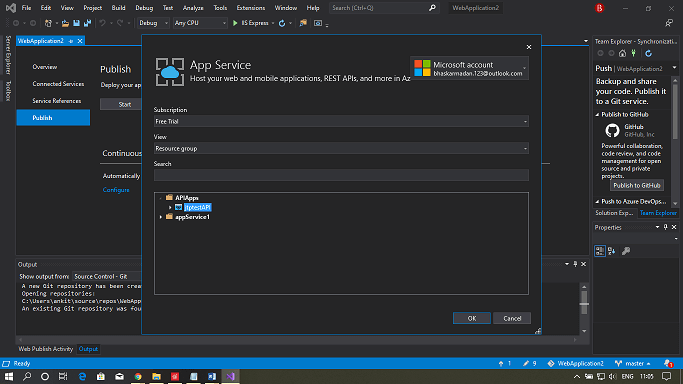 File Edit View Project Build Debug Team Tools Architecture Test Analyze Extensions Window Help Search (Ctrl+Q) WebApplication2 B
Debug Any CPU IIS Express
Server Explorer
Toolbox
WebApplication2
Overview
Connected Services
Service References
Publish
Publish
Deploy your app
Start
Continuous
Automatically
Configure
App Service
Host your web and mobile applications, REST APIs, and more in Az
Microsoft account
bhaskarmadan.123@outlook.com
Subscription
Free Trial
View
Resource group
Search
APIApps
jtptestAPI
appService1
OK Cancel
Team Explorer - Synchronizati...
Push | WebApplication2
Backup and share
your code. Publish it
to a Git service.
Publish to GitHub
GitHub
GitHub, Inc
Powerful collaboration,
code review, and code
management for open
source and private
projects.
Publish to GitHub
Push to Azure DevOps...
Solution Exp... Team Explorer
Properties
Output
Show output from: Source Control - Git
A new Git repository has been crea
Opening repositories:
C:\Users\ankit\source\repos\WebApp
An existing Git repository was fou
Web Publish Activity Output
Ready 1 9 WebApplication2 master 1
ENG 11:05